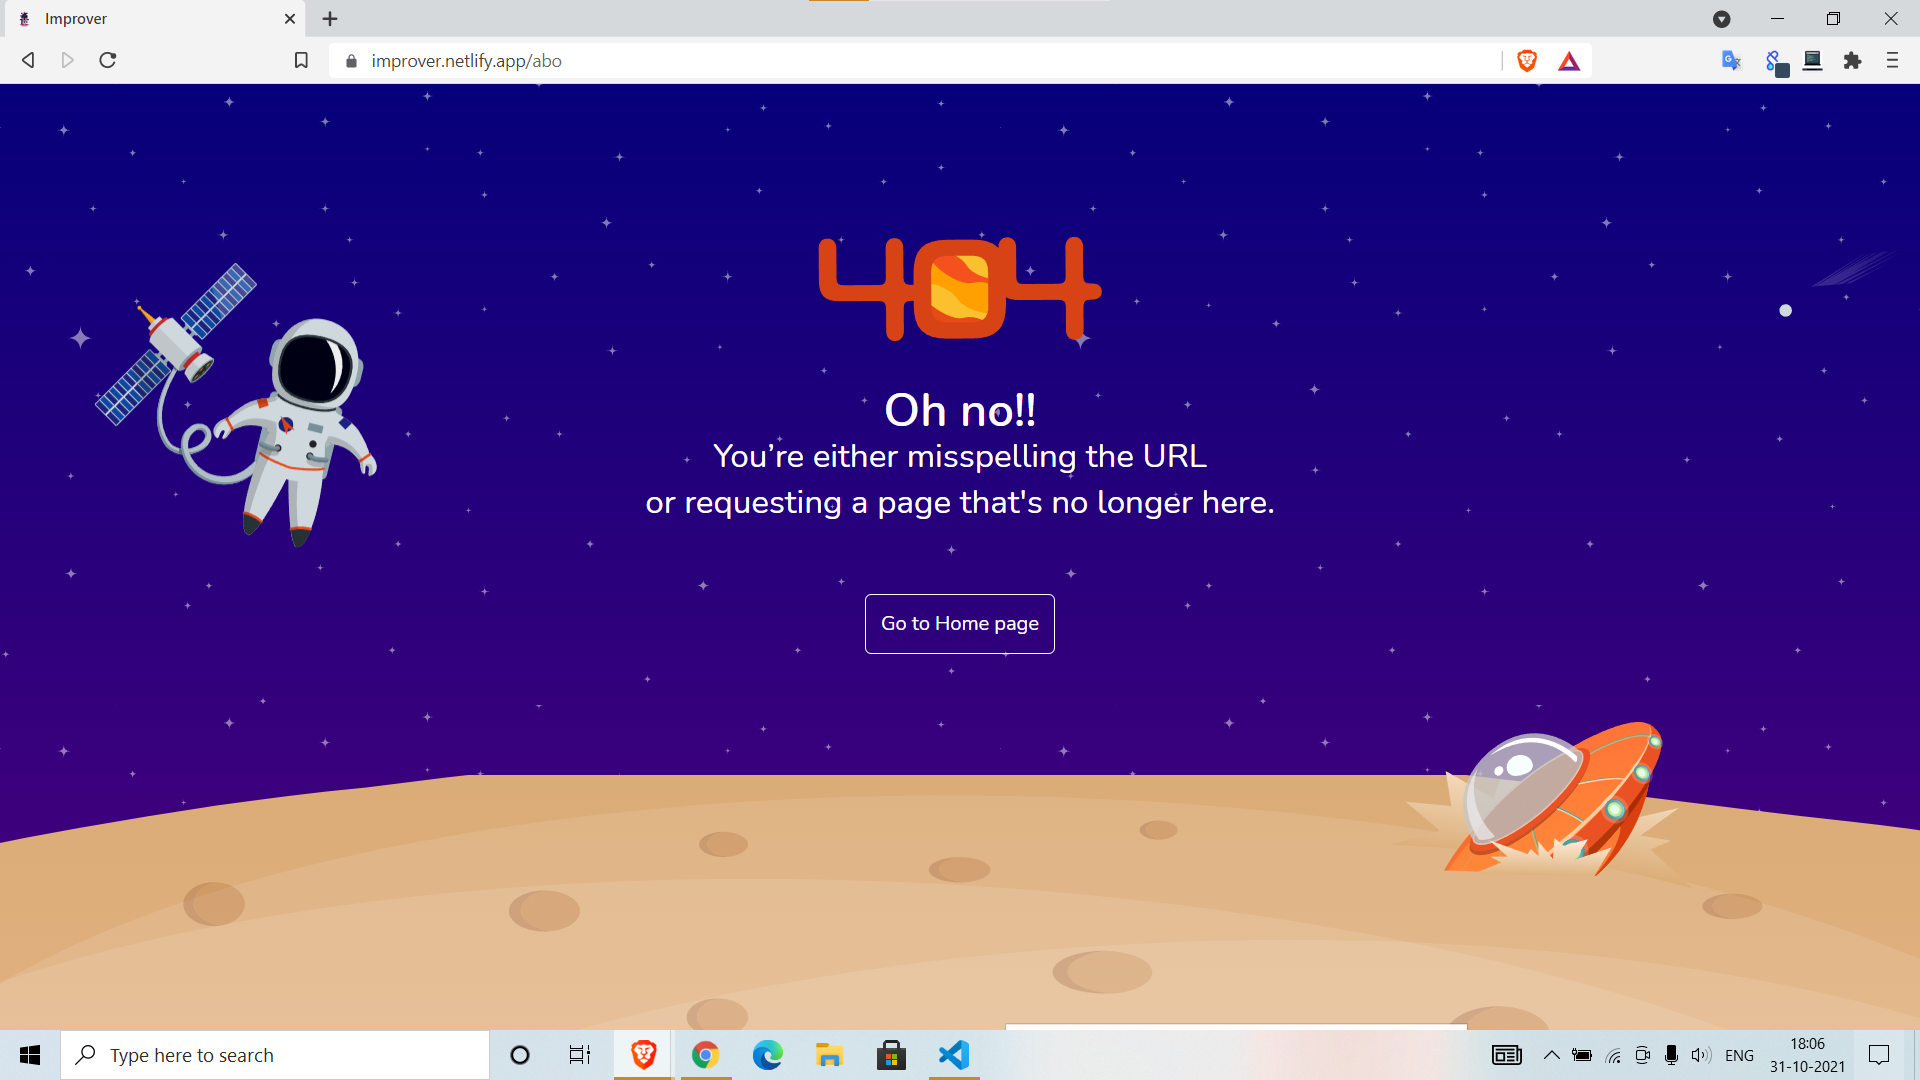 Improver
improver.netlify.app/abo
404
Oh no!!
You’re either misspelling the URL
or requesting a page that's no longer here.
Go to Home page
Type here to search
ENG
18:06
31-10-2021